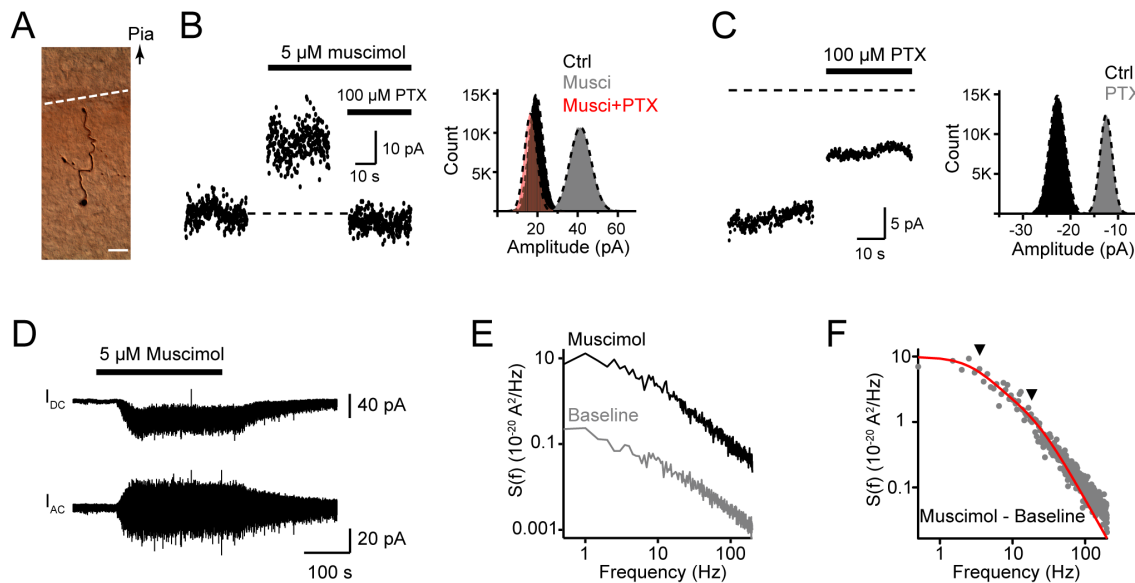 A
Pia
B
5 µM muscimol
100 µM PTX
10 pA
10 s
Ctrl
Musci
Musci+PTX
15K
10K
5K
Count
20 40 60
Amplitude (pA)
C
100 µM PTX
5 pA
10 s
Ctrl
PTX
15K
10K
5K
Count
-30 -20 -10
Amplitude (pA)
D
5 µM Muscimol
I DC
40 pA
I AC
20 pA
100 s
E
Muscimol
Baseline
10
0.1
0.001
S(f) (10⁻²⁰ A²/Hz)
1 10 100
Frequency (Hz)
F
10
1
0.1
S(f) (10⁻²⁰ A²/Hz)
Muscimol - Baseline
1 10 100
Frequency (Hz)